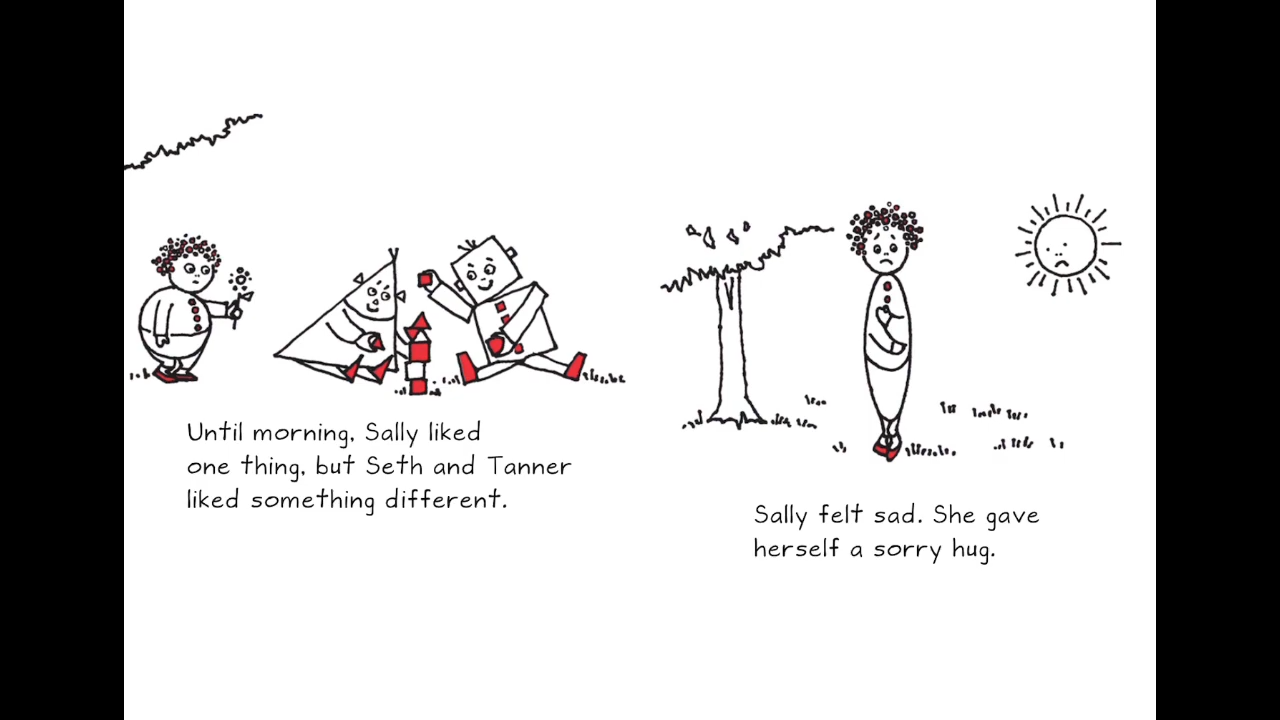 Until morning, Sally liked
one thing, but Seth and Tanner
liked something different.
Sally felt sad. She gave
herself a sorry hug.